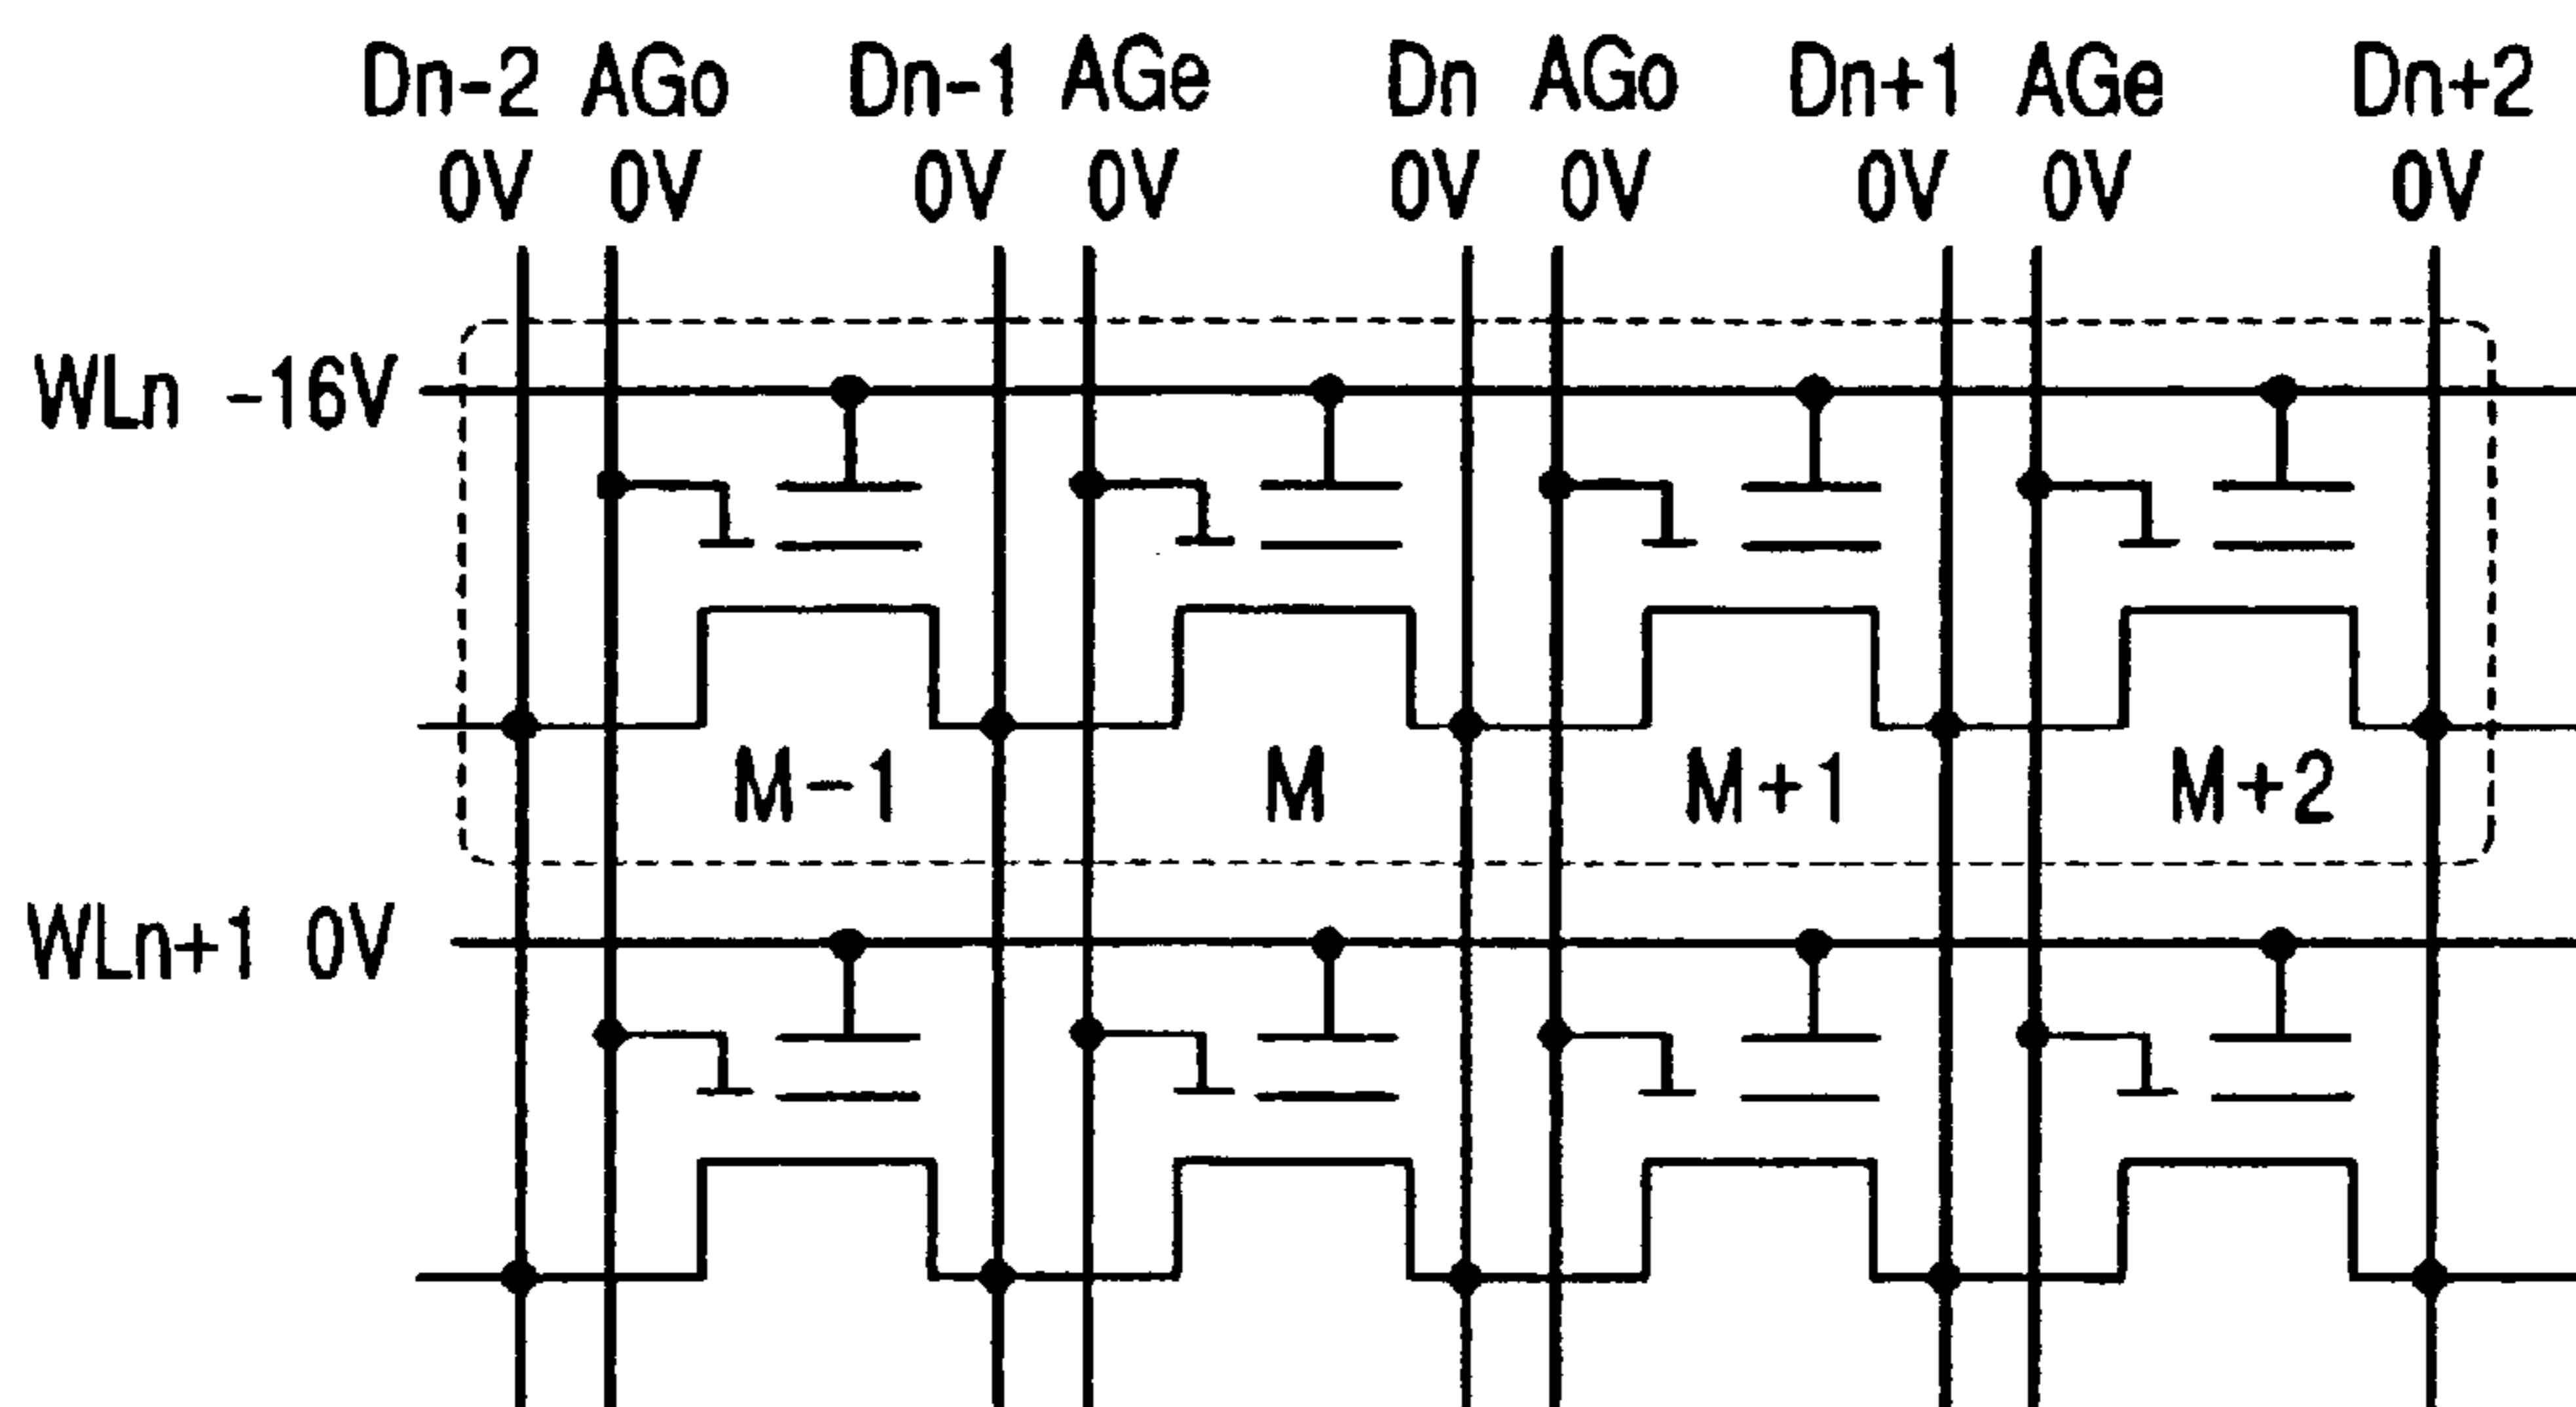 Dn-2 AGo Dn-1 AGe Dn AGo Dn+1 AGe Dn+2
0V 0V 0V 0V 0V 0V 0V 0V 0V
WLn -16V
M-1 M M+1 M+2
WLn+1 0V